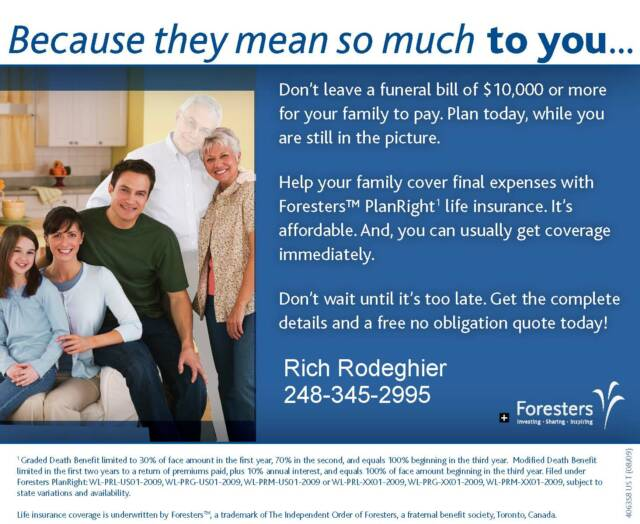 Because they mean so much to you...
Don't leave a funeral bill of $10,000 or more
for your family to pay. Plan today, while you
are still in the picture.
Help your family cover final expenses with
Foresters™ PlanRight¹ life insurance. It's
affordable. And, you can usually get coverage
immediately.
Don't wait until it's too late. Get the complete
details and a free no obligation quote today!
Rich Rodeghier
248-345-2995
Foresters
Investing · Sharing · Inspiring
¹ Graded Death Benefit limited to 30% of face amount in the first year, 70% in the second, and equals 100% beginning in the third year. Modified Death Benefit
limited in the first two years to a return of premiums paid, plus 10% annual interest, and equals 100% of face amount beginning in the third year. Filed under
Foresters PlanRight: WL-PRL-US01-2009, WL-PRG-US01-2009, WL-PRM-US01-2009 or WL-PRL-XX01-2009, WL-PRG-XX01-2009, WL-PRM-XX01-2009, subject to
state variations and availability.
Life insurance coverage is underwritten by Foresters™, a trademark of The Independent Order of Foresters, a fraternal benefit society, Toronto, Canada.
406358 US T (08/09)